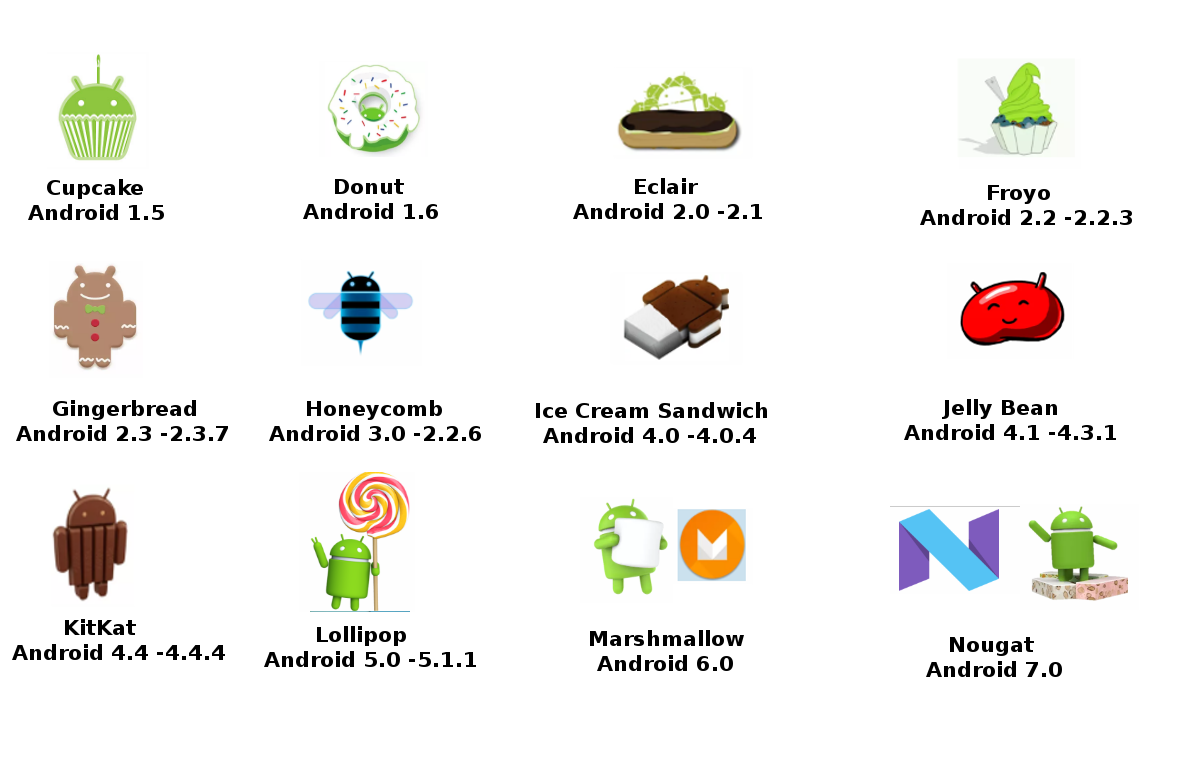 Cupcake
Android 1.5
Donut
Android 1.6
Eclair
Android 2.0 -2.1
Froyo
Android 2.2 -2.2.3
Gingerbread
Android 2.3 -2.3.7
Honeycomb
Android 3.0 -2.2.6
Ice Cream Sandwich
Android 4.0 -4.0.4
Jelly Bean
Android 4.1 -4.3.1
KitKat
Android 4.4 -4.4.4
Lollipop
Android 5.0 -5.1.1
Marshmallow
Android 6.0
Nougat
Android 7.0